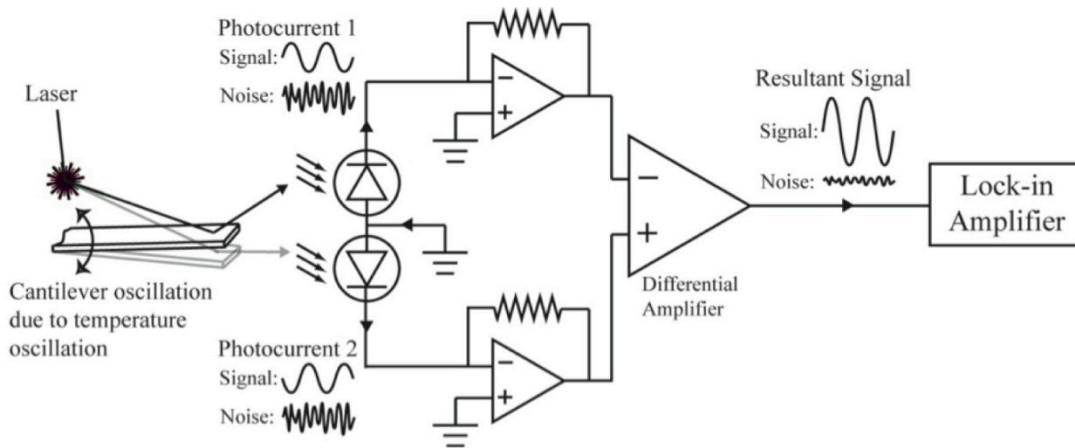 Photocurrent 1
Signal:
Noise:
Laser
Cantilever oscillation
due to temperature
oscillation
Photocurrent 2
Signal:
Noise:
−
+
−
+
−
+
Differential
Amplifier
Resultant Signal
Signal:
Noise:
Lock-in
Amplifier